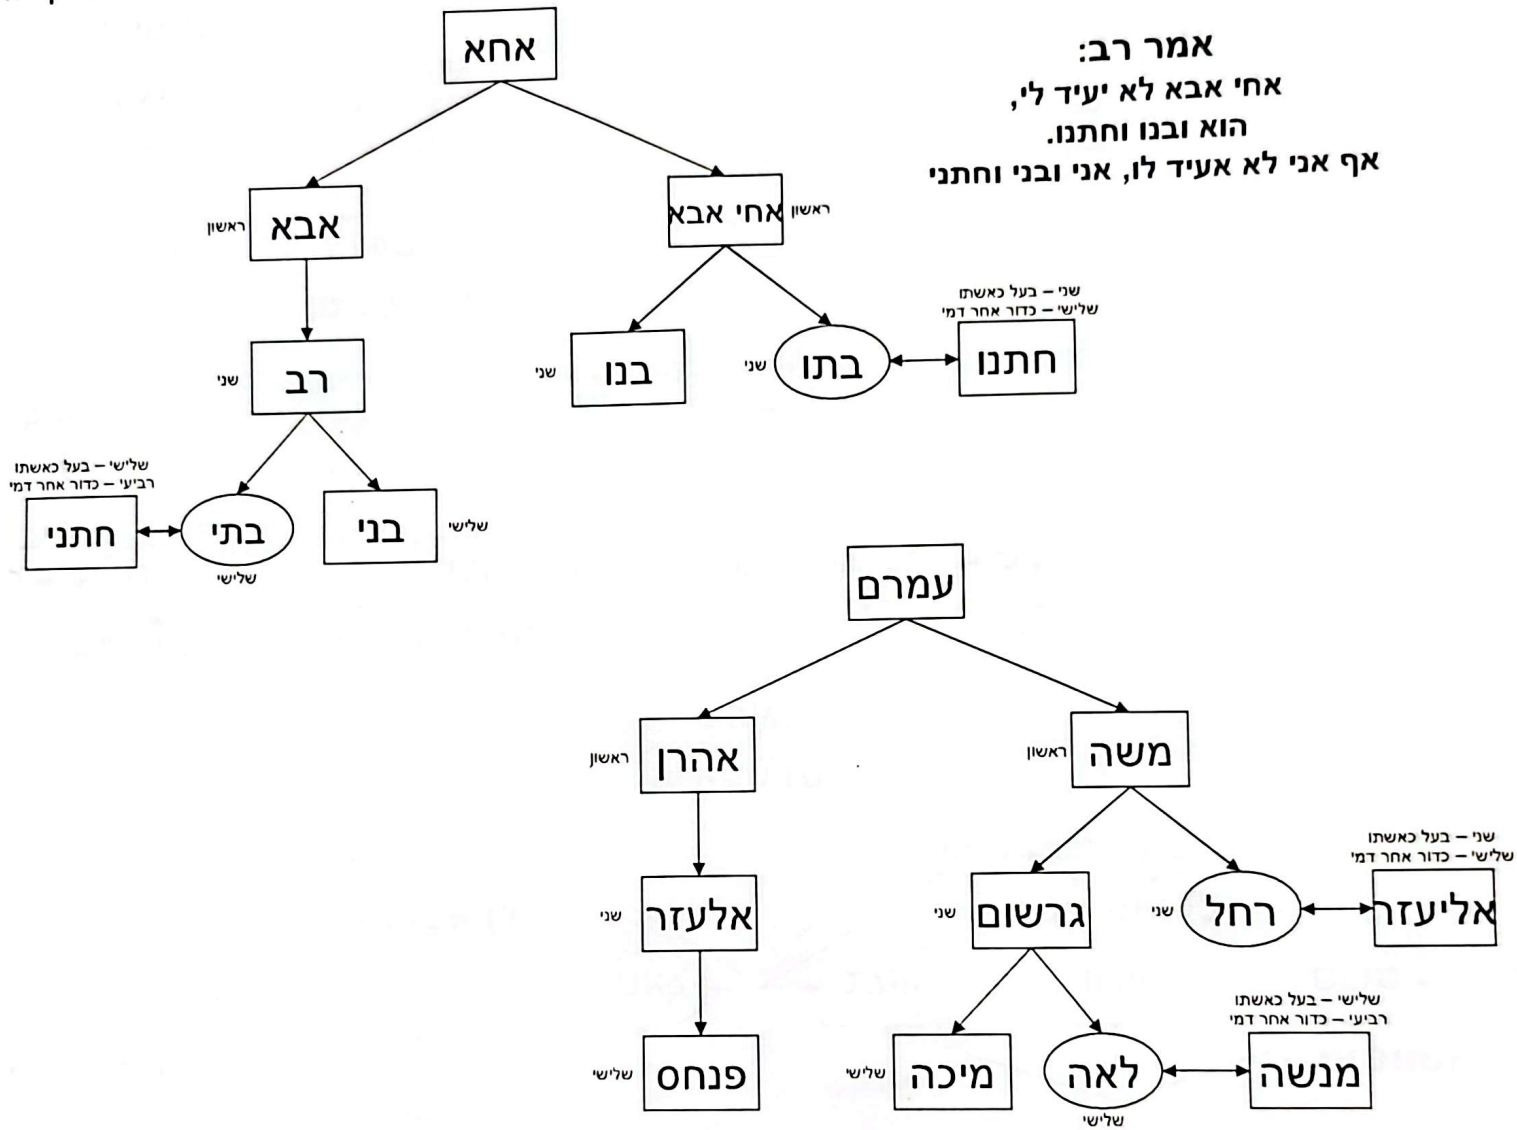 אחא
אמר רב:
אחי אבא לא יעיד לי,
הוא ובנו וחתנו.
אף אני לא אעיד לו, אני ובני וחתני
אחי אבא
ראשון
אבא
ראשון
שני – בעל כאשתו
שלישי – כדור אחר דמי
חתנו
בתו
שני
בנו
שני
רב
שני
שלישי – בעל כאשתו
רביעי – כדור אחר דמי
בני
שלישי
בתי
שלישי
חתני
עמרם
משה
ראשון
אהרן
ראשון
שני – בעל כאשתו
שלישי – כדור אחר דמי
אליעזר
רחל
שני
גרשום
שני
אלעזר
שני
שלישי – בעל כאשתו
רביעי – כדור אחר דמי
מנשה
לאה
שלישי
מיכה
שלישי
פנחס
שלישי